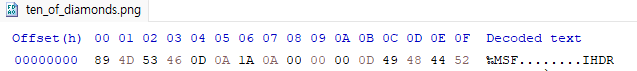 ten_of_diamonds.png
Offset(h) 00 01 02 03 04 05 06 07 08 09 0A 0B 0C 0D 0E 0F Decoded text
00000000 89 4D 53 46 0D 0A 1A 0A 00 00 00 0D 49 48 44 52 ‰MSF........IHDR